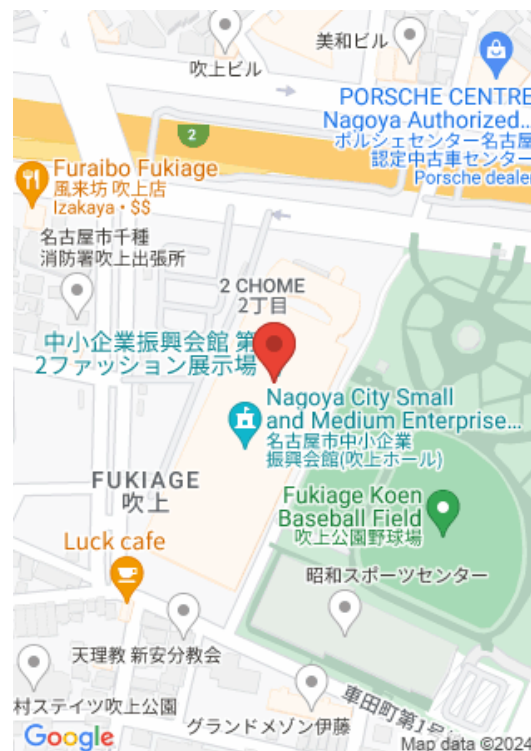 美和ビル
吹上ビル
PORSCHE CENTRE
Nagoya Authorized...
ポルシェセンター名古屋
認定中古車センター
Porsche dealer
2
Furaibo Fukiage
風来坊 吹上店
Izakaya • $$
名古屋市千種
消防署吹上出張所
2 CHOME
2丁目
中小企業振興会館 第
2ファッション展示場
Nagoya City Small
and Medium Enterprise...
名古屋市中小企業
振興会館(吹上ホール)
FUKIAGE
吹上
Fukiage Koen
Baseball Field
吹上公園野球場
Luck cafe
昭和スポーツセンター
天理教 新安分教会
村ステイツ吹上公園
車田町第1号
グランドメゾン伊藤
Google
Map data ©2024